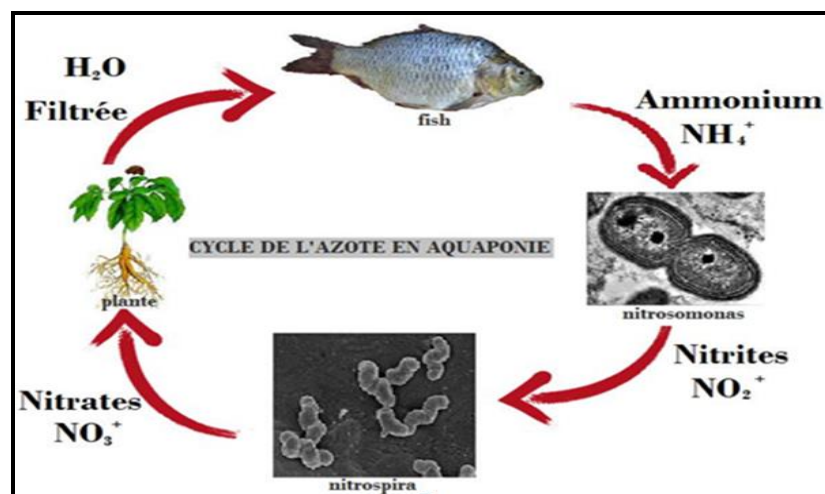 H₂O
Filtrée
fish
Ammonium
NH₄⁺
CYCLE DE L'AZOTE EN AQUAPONIE
plante
nitrosomonas
Nitrites
NO₂⁺
Nitrates
NO₃⁺
nitrospira